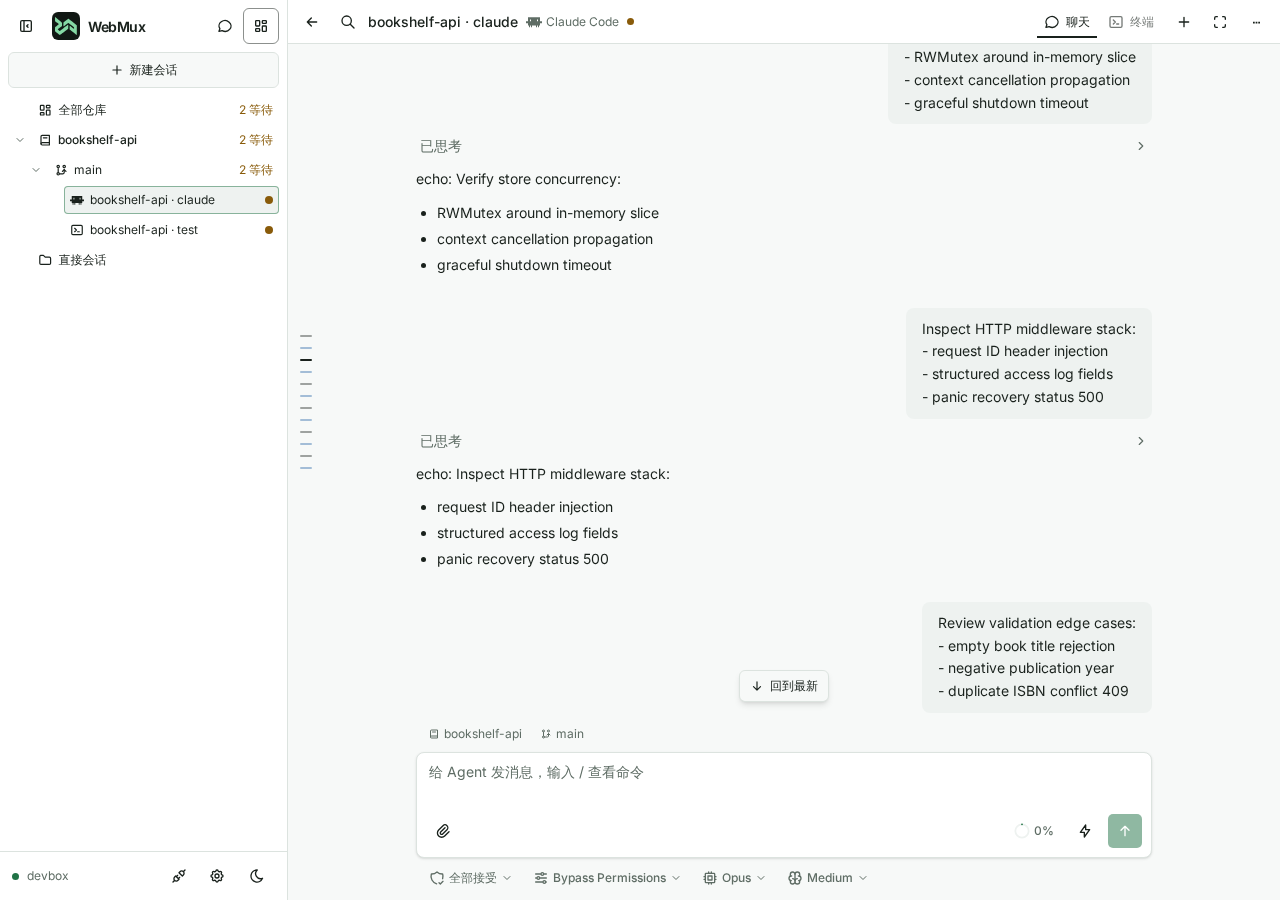 WebMux
新建会话
全部仓库
2 等待
bookshelf-api
2 等待
main
2 等待
bookshelf-api · claude
bookshelf-api · test
直接会话
devbox
bookshelf-api · claude
Claude Code
聊天
终端
- RWMutex around in-memory slice
- context cancellation propagation
- graceful shutdown timeout
已思考
echo: Verify store concurrency:
RWMutex around in-memory slice
context cancellation propagation
graceful shutdown timeout
Inspect HTTP middleware stack:
- request ID header injection
- structured access log fields
- panic recovery status 500
已思考
echo: Inspect HTTP middleware stack:
request ID header injection
structured access log fields
panic recovery status 500
Review validation edge cases:
- empty book title rejection
- negative publication year
- duplicate ISBN conflict 409
回到最新
bookshelf-api
main
给 Agent 发消息，输入 / 查看命令
0%
全部接受
Bypass Permissions
Opus
Medium